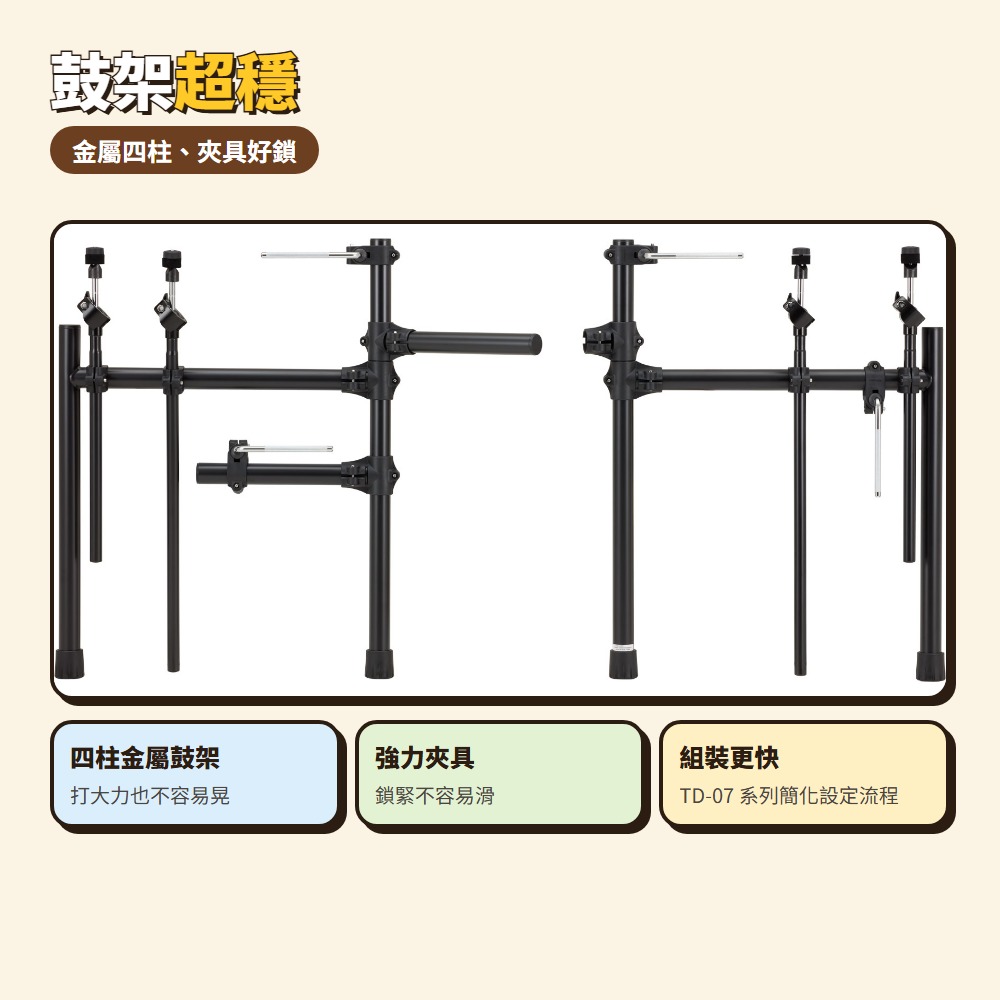 鼓架超穩
金屬四柱、夾具好鎖
四柱金屬鼓架
打大力也不容易晃
強力夾具
鎖緊不容易滑
組裝更快
TD-07 系列簡化設定流程